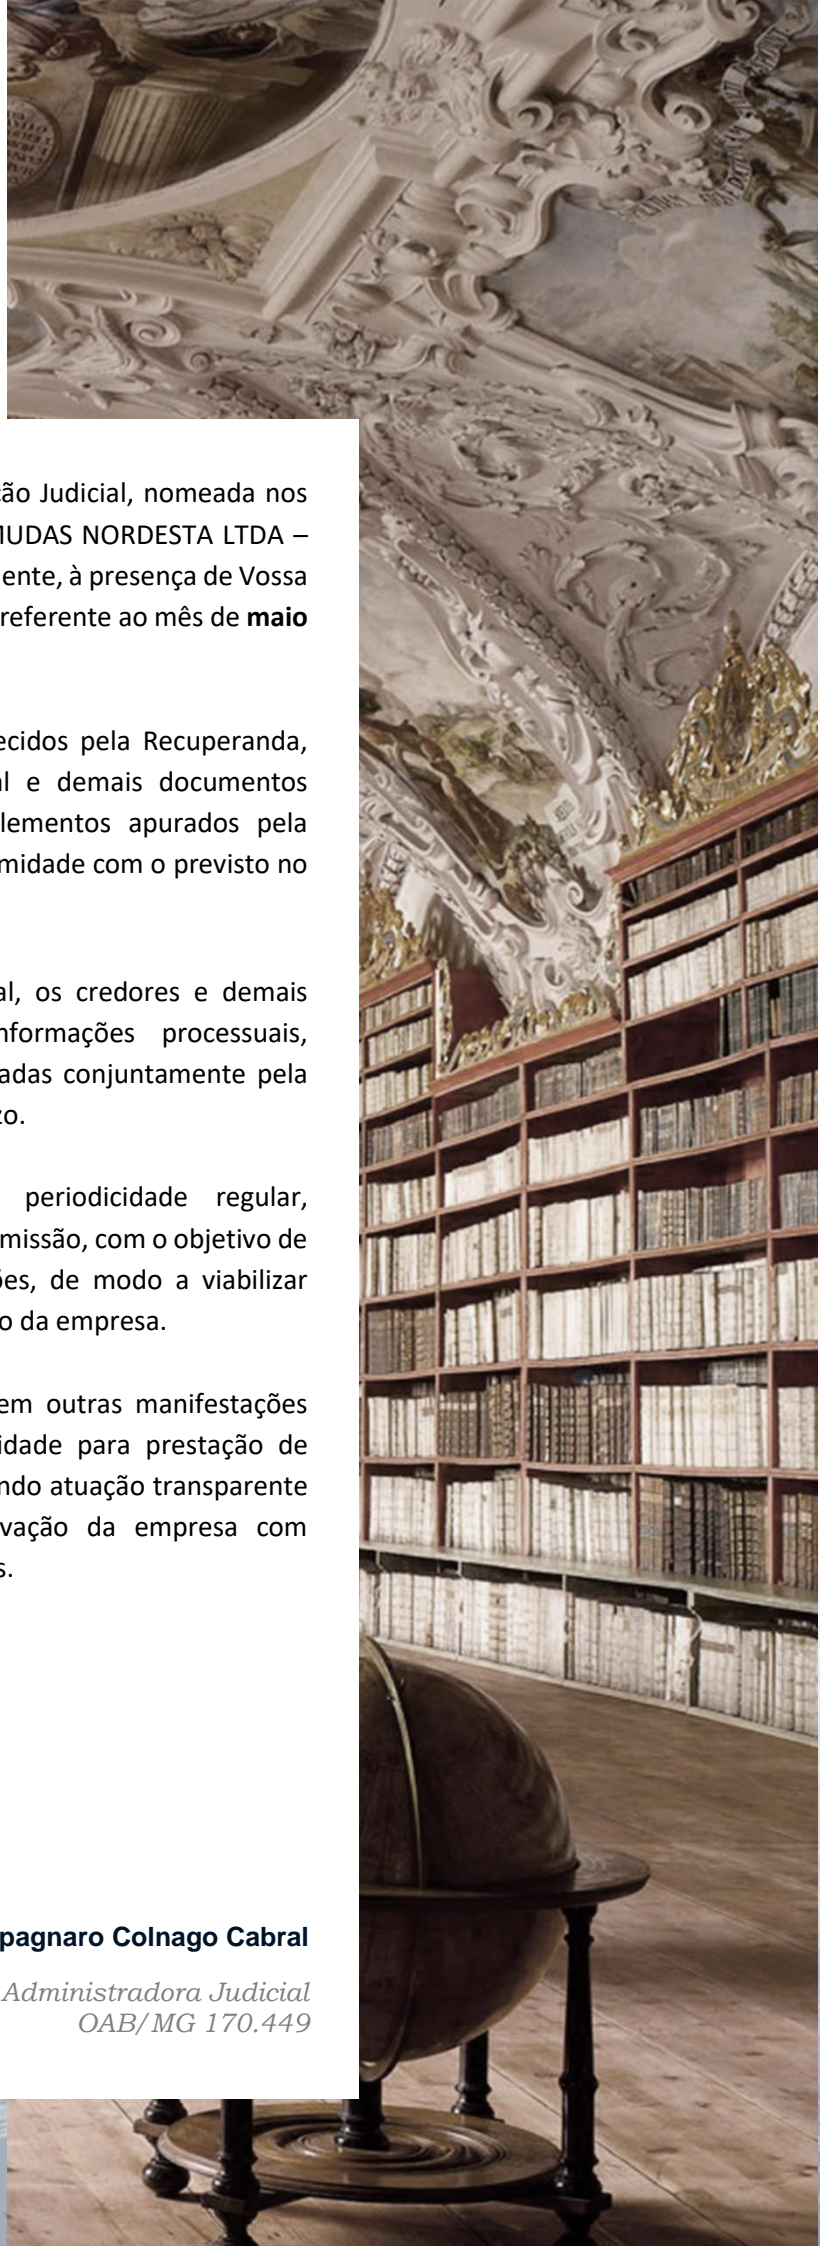 ão Judicial, nomeada nos
MUDAS NORDESTA LTDA –
ente, à presença de Vossa
referente ao mês de maio
ecidos pela Recuperanda,
l e demais documentos
lementos apurados pela
midade com o previsto no
al, os credores e demais
nformações processuais,
adas conjuntamente pela
zo.
periodicidade regular,
missão, com o objetivo de
ões, de modo a viabilizar
o da empresa.
em outras manifestações
idade para prestação de
ndo atuação transparente
vação da empresa com
s.
pagnaro Colnago Cabral
Administradora Judicial
OAB/MG 170.449